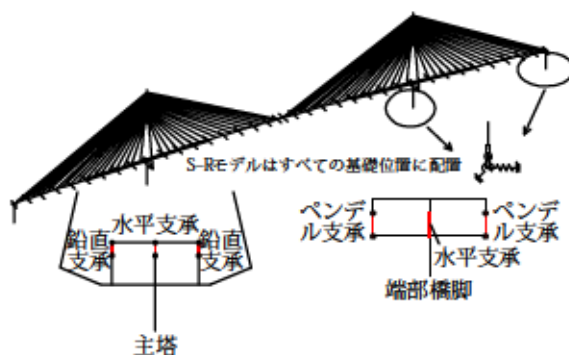 S-Rモデルはすべての基礎位置に配置
水平支承
鉛直
支承
鉛直
支承
主塔
ペンデ
ル支承
ペンデ
ル支承
水平支承
端部橋脚